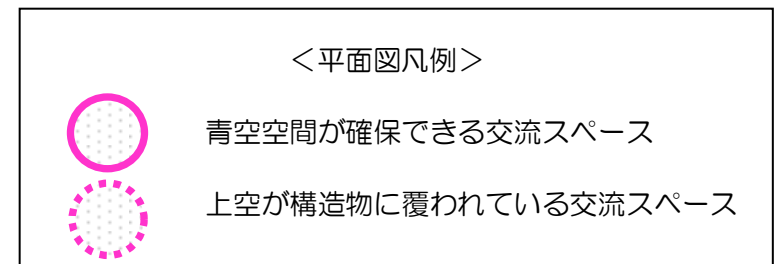 ＜平面図凡例＞
青空空間が確保できる交流スペース
上空が構造物に覆われている交流スペース